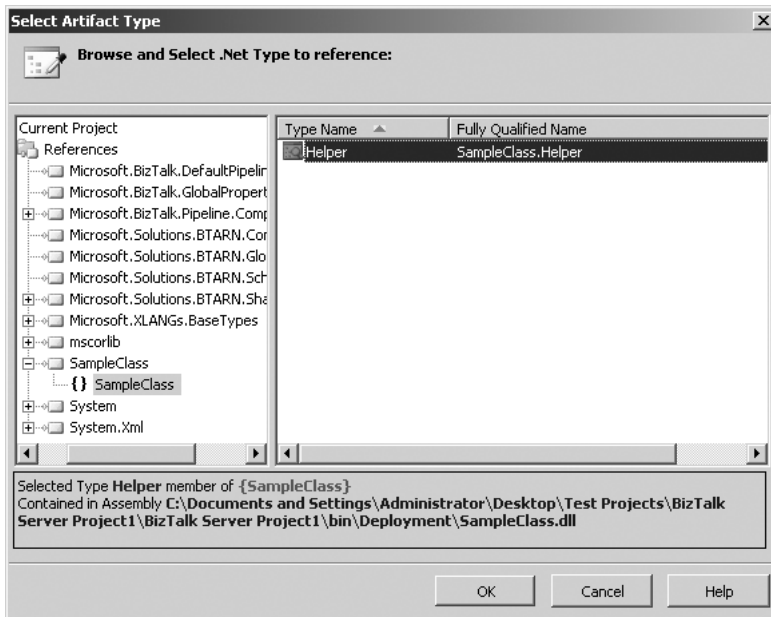 Select Artifact Type
Browse and Select .Net Type to reference:
Current Project
References
Microsoft.BizTalk.DefaultPipelin
Microsoft.BizTalk.GlobalPropert
Microsoft.BizTalk.Pipeline.Comp
Microsoft.Solutions.BTARN.Cor
Microsoft.Solutions.BTARN.Glo
Microsoft.Solutions.BTARN.Sch
Microsoft.Solutions.BTARN.Sha
Microsoft.XLANGs.BaseTypes
mscorlib
SampleClass
{} SampleClass
System
System.Xml
Type Name Fully Qualified Name
Helper SampleClass.Helper
Selected Type Helper member of {SampleClass}
Contained in Assembly C:\Documents and Settings\Administrator\Desktop\Test Projects\BizTalk
Server Project1\BizTalk Server Project1\bin\Deployment\SampleClass.dll
OK Cancel Help